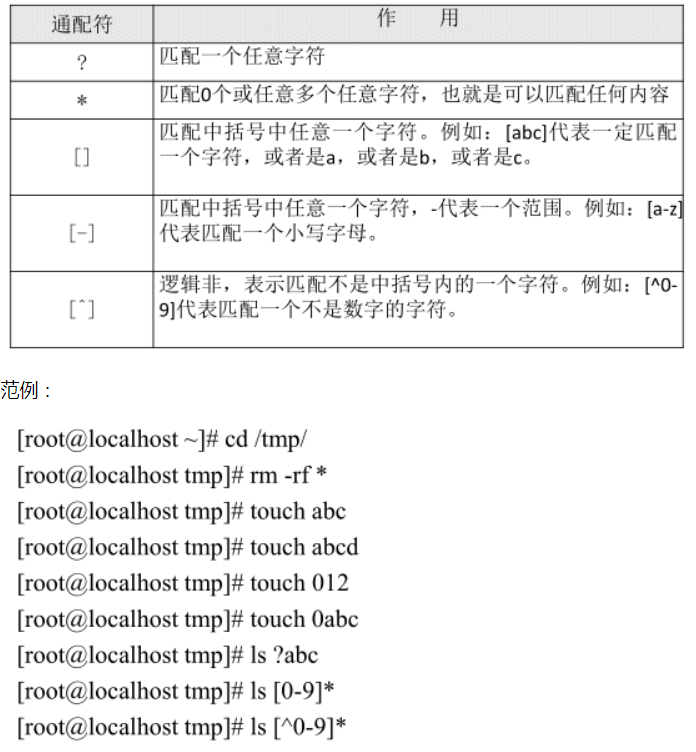 通配符 作 用
? 匹配一个任意字符
* 匹配0个或任意多个任意字符，也就是可以匹配任何内容
[] 匹配中括号中任意一个字符。例如：[abc]代表一定匹配
一个字符，或者是a，或者是b，或者是c。
[-] 匹配中括号中任意一个字符，-代表一个范围。例如：[a-z]
代表匹配一个小写字母。
[^] 逻辑非，表示匹配不是中括号内的一个字符。例如：[^0-
9]代表匹配一个不是数字的字符。
范例：
[root@localhost ~]# cd /tmp/
[root@localhost tmp]# rm -rf *
[root@localhost tmp]# touch abc
[root@localhost tmp]# touch abcd
[root@localhost tmp]# touch 012
[root@localhost tmp]# touch 0abc
[root@localhost tmp]# ls ?abc
[root@localhost tmp]# ls [0-9]*
[root@localhost tmp]# ls [^0-9]*